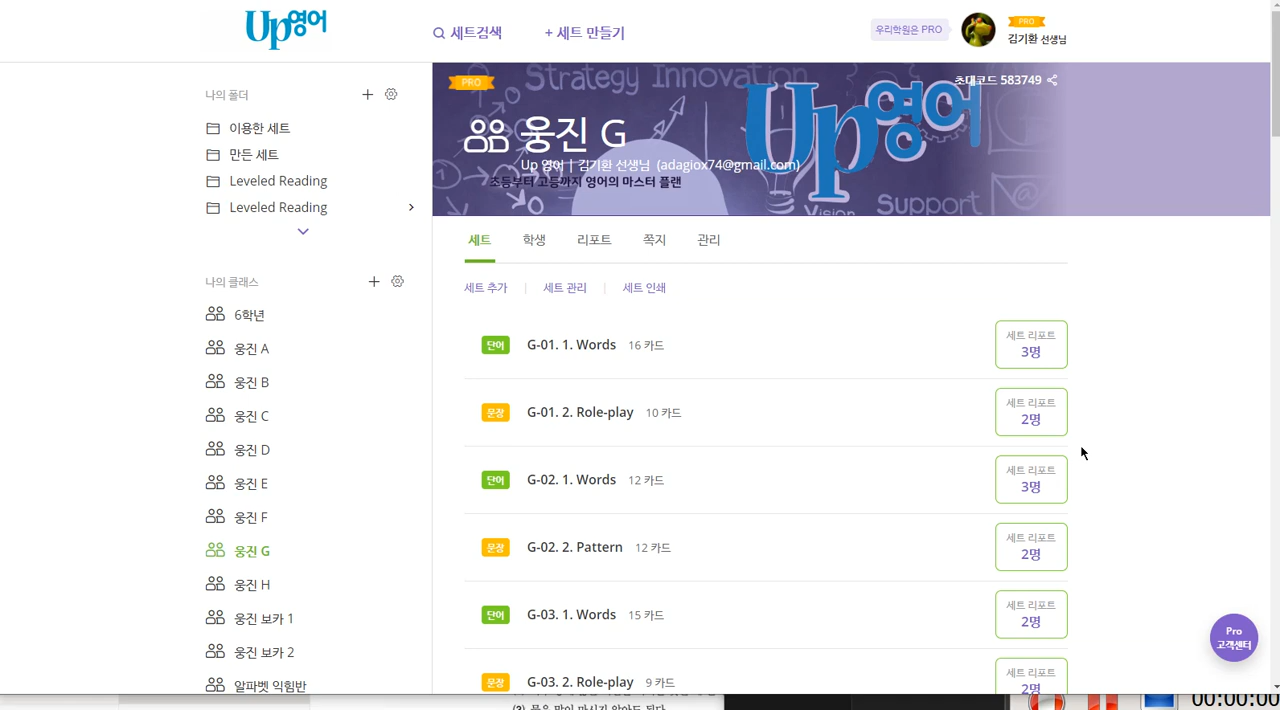 Up영어
세트검색
+ 세트 만들기
우리학원은 PRO
PRO
김기환 선생님
나의 폴더
이용한 세트
만든 세트
Leveled Reading
Leveled Reading
나의 클래스
6학년
웅진 A
웅진 B
웅진 C
웅진 D
웅진 E
웅진 F
웅진 G
웅진 H
웅진 보카 1
웅진 보카 2
알파벳 익힘반
PRO
Strategy Innovation
초대코드 583749
Up영어
웅진 G
Up 영어 | 김기환 선생님 (adagiox74@gmail.com)
초등부터 고등까지 영어의 마스터 플랜
Vision
Support
세트 학생 리포트 쪽지 관리
세트 추가 | 세트 관리 | 세트 인쇄
단어 G-01. 1. Words 16 카드
세트 리포트
3명
문장 G-01. 2. Role-play 10 카드
세트 리포트
2명
단어 G-02. 1. Words 12 카드
세트 리포트
3명
문장 G-02. 2. Pattern 12 카드
세트 리포트
2명
단어 G-03. 1. Words 15 카드
세트 리포트
2명
문장 G-03. 2. Role-play 9 카드
세트 리포트
2명
Pro
고객센터
00:00:00